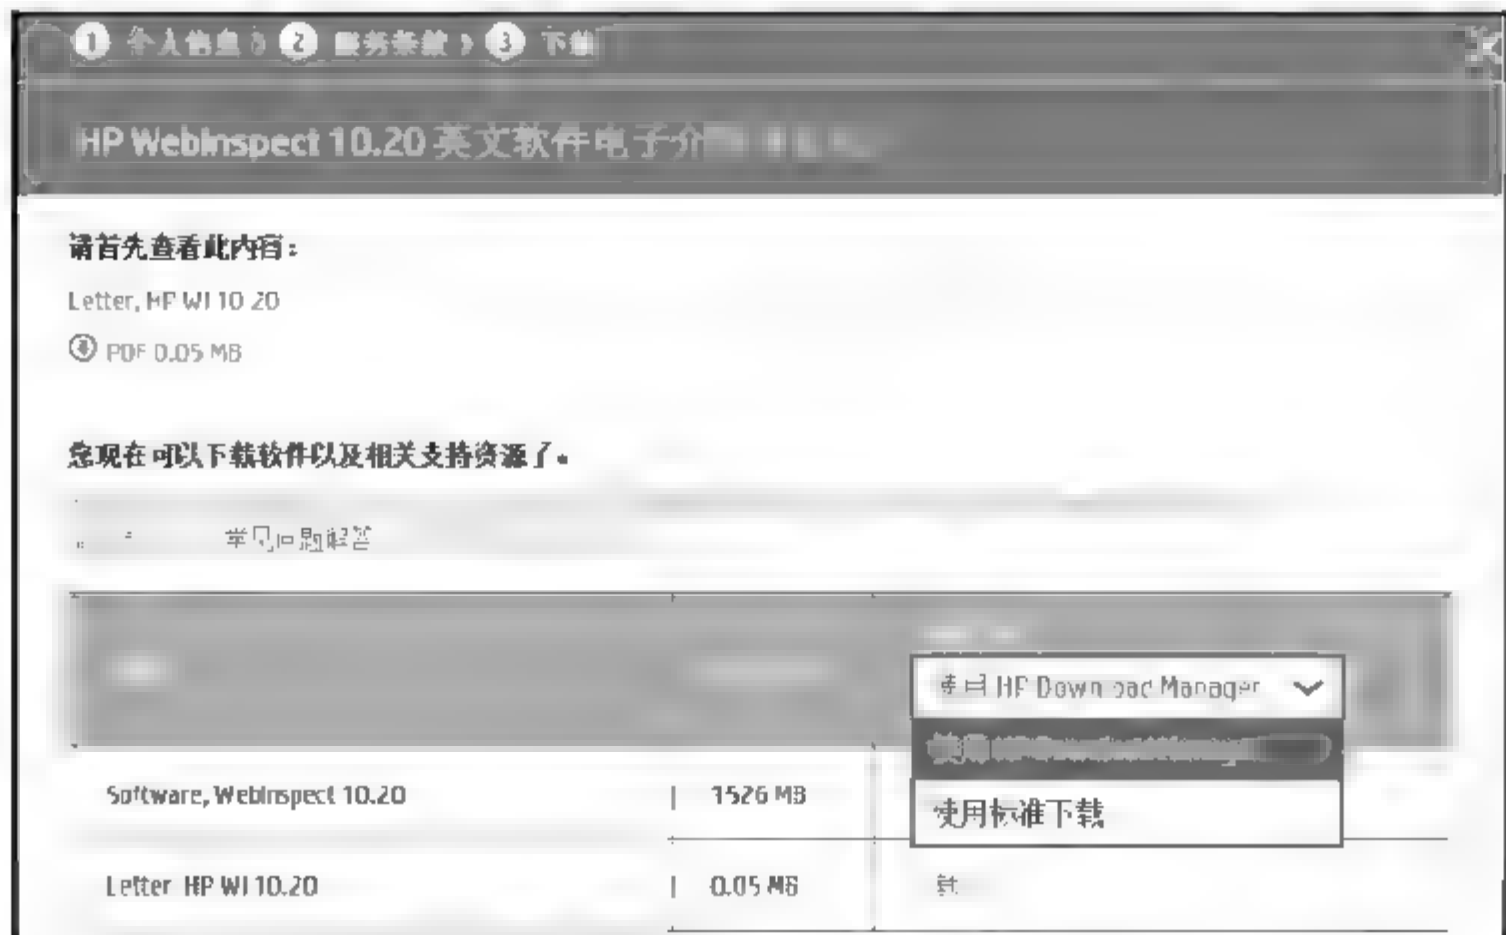 1 个人信息 › 2 服务条款 › 3 下载
HP WebInspect 10.20 英文软件电子介
请首先查看此内容：
Letter, HP WI 10.20
PDF 0.05 MB
您现在可以下载软件以及相关支持资源了。
常见问题解答
使用 HP Download Manager
使用标准下载
Software, WebInspect 10.20 | 1526 MB
Letter HP WI 10.20 | 0.05 MB 载